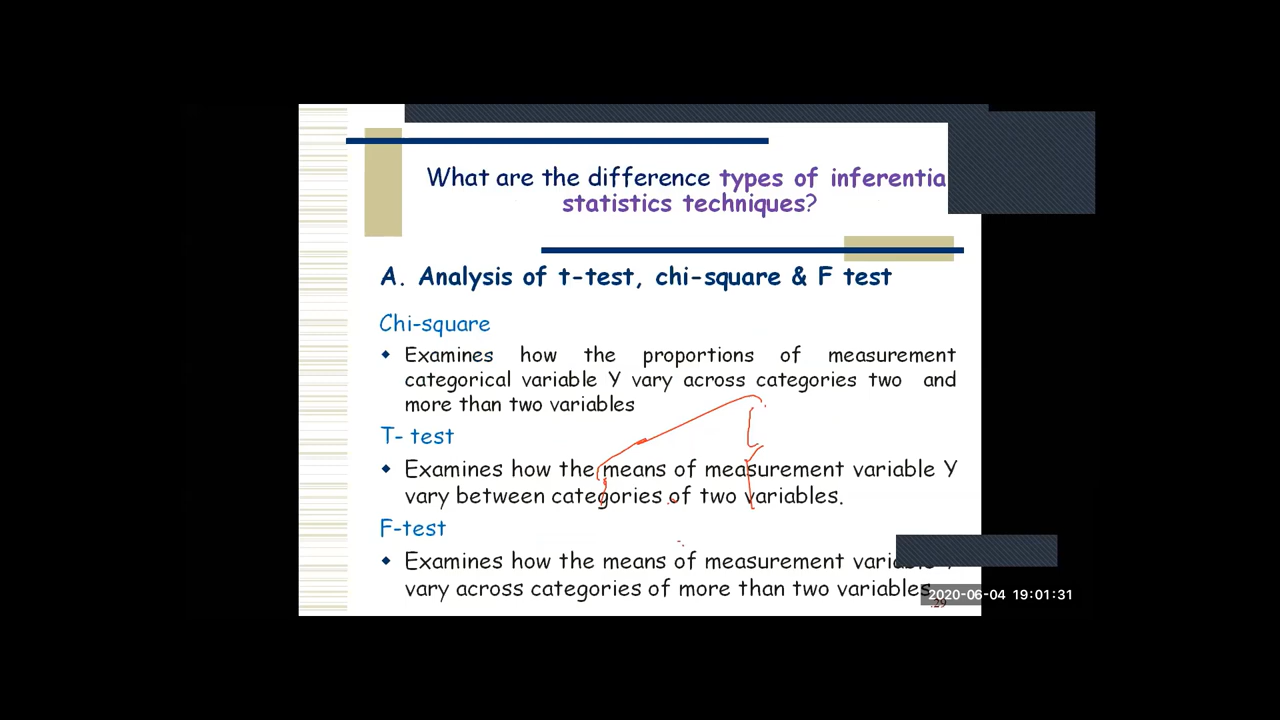 What are the difference types of inferentia
statistics techniques?
A. Analysis of t-test, chi-square & F test
Chi-square
Examines how the proportions of measurement
categorical variable Y vary across categories two and
more than two variables
T- test
Examines how the means of measurement variable Y
vary between categories of two variables.
F-test
Examines how the means of measurement variable Y
vary across categories of more than two variables
2020-06-04 19:01:31